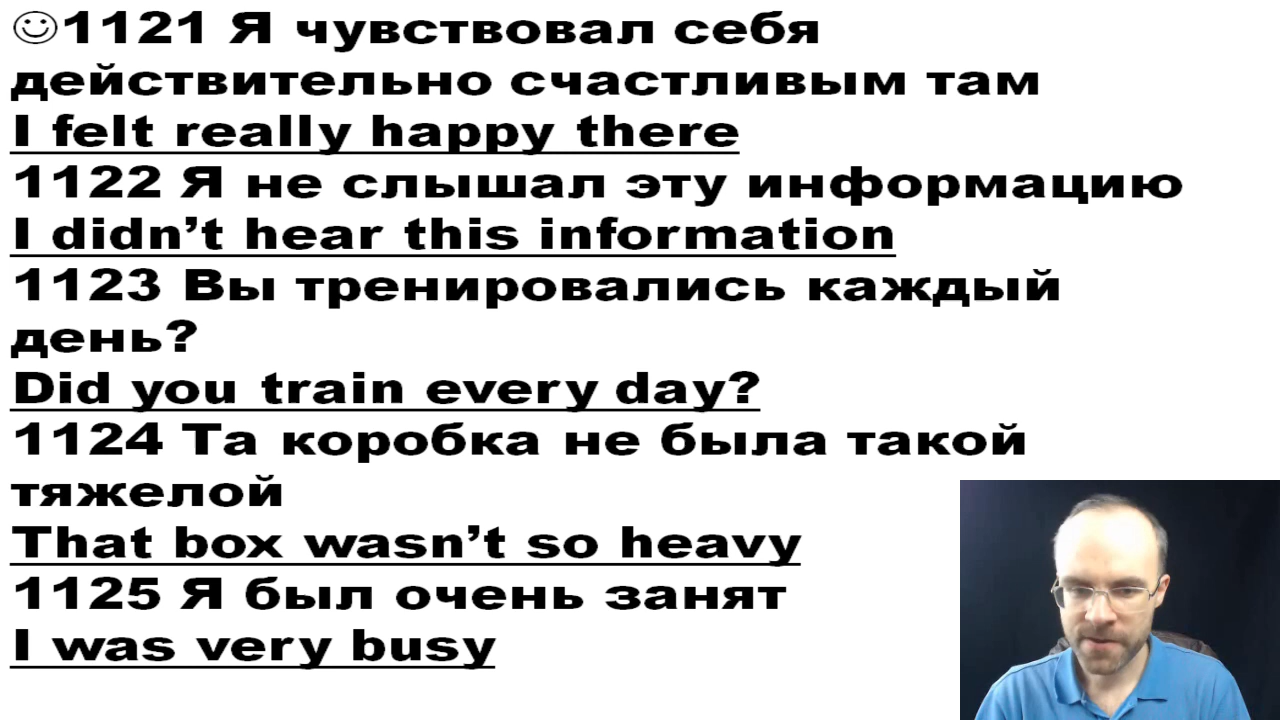 ☺1121 Я чувствовал себя
действительно счастливым там
I felt really happy there
1122 Я не слышал эту информацию
I didn’t hear this information
1123 Вы тренировались каждый
день?
Did you train every day?
1124 Та коробка не была такой
тяжелой
That box wasn’t so heavy
1125 Я был очень занят
I was very busy